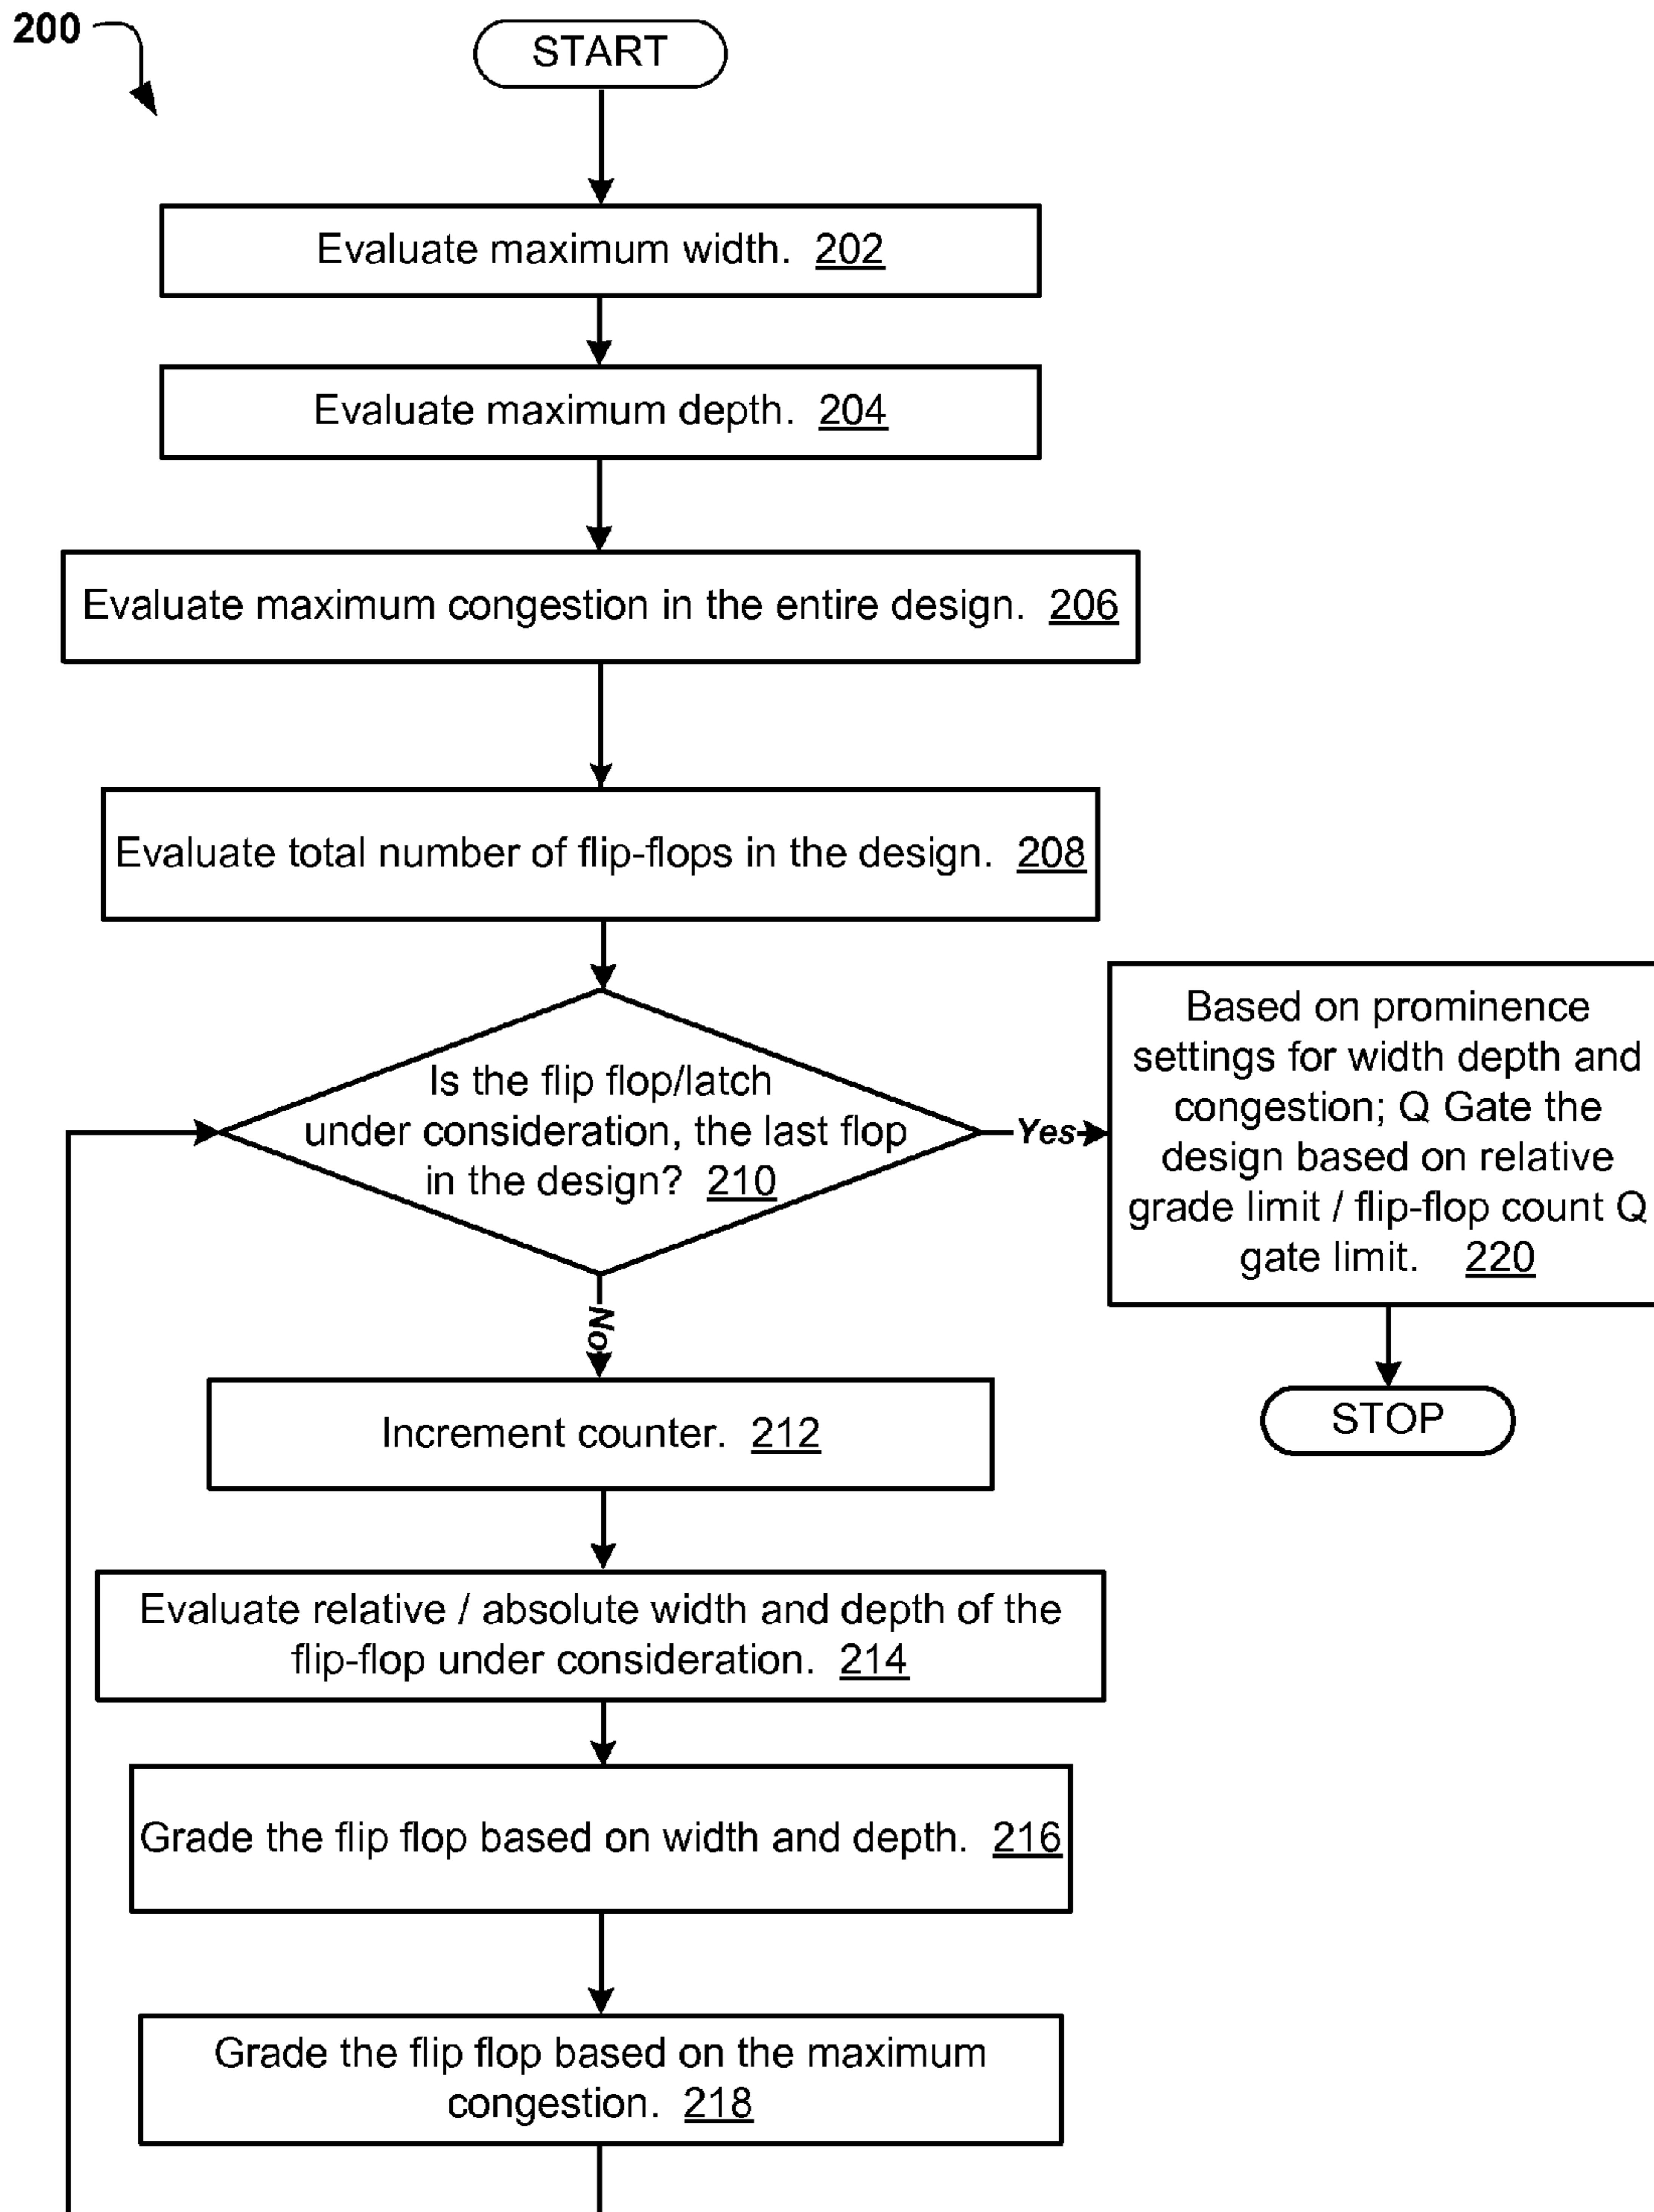 200
START
Evaluate maximum width. 202
Evaluate maximum depth. 204
Evaluate maximum congestion in the entire design. 206
Evaluate total number of flip-flops in the design. 208
Is the flip flop/latch
under consideration, the last flop
in the design? 210
Yes
Based on prominence
settings for width depth and
congestion; Q Gate the
design based on relative
grade limit / flip-flop count Q
gate limit. 220
STOP
No
Increment counter. 212
Evaluate relative / absolute width and depth of the
flip-flop under consideration. 214
Grade the flip flop based on width and depth. 216
Grade the flip flop based on the maximum
congestion. 218